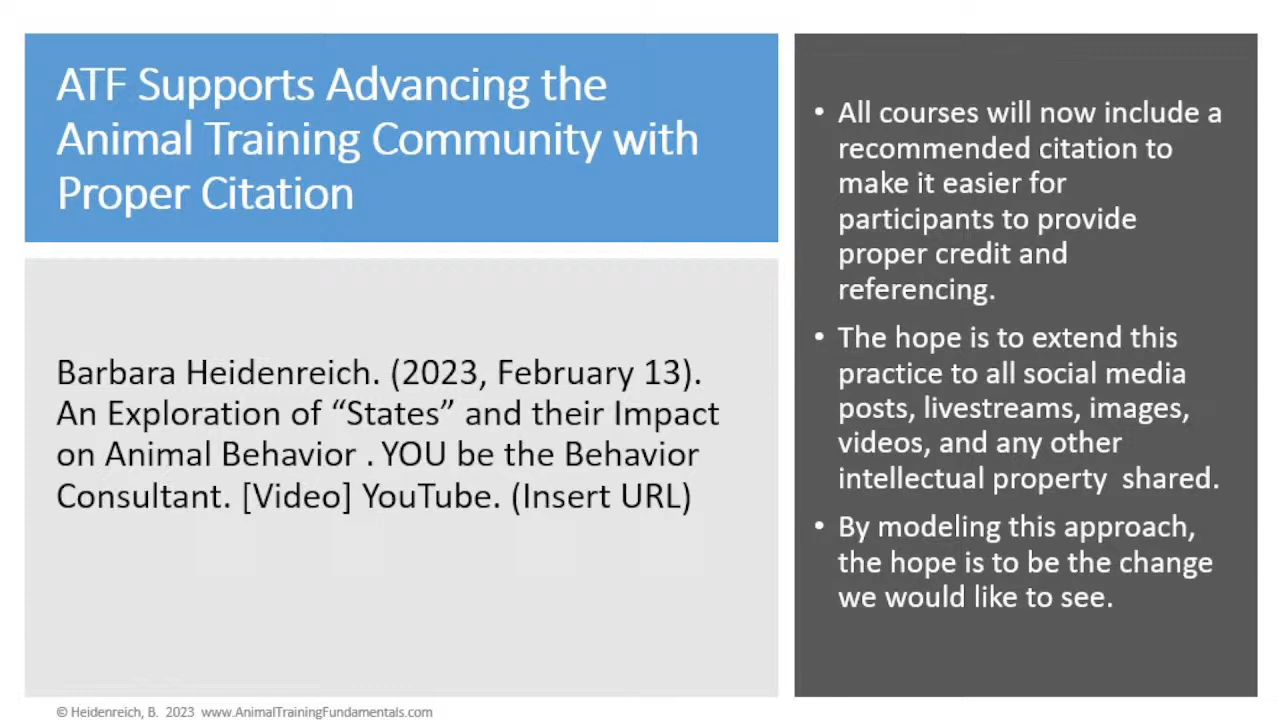 ATF Supports Advancing the
Animal Training Community with
Proper Citation
Barbara Heidenreich. (2023, February 13).
An Exploration of “States” and their Impact
on Animal Behavior . YOU be the Behavior
Consultant. [Video] YouTube. (Insert URL)
• All courses will now include a
recommended citation to
make it easier for
participants to provide
proper credit and
referencing.
• The hope is to extend this
practice to all social media
posts, livestreams, images,
videos, and any other
intellectual property  shared.
• By modeling this approach,
the hope is to be the change
we would like to see.
© Heidenreich, B.  2023  www.AnimalTrainingFundamentals.com